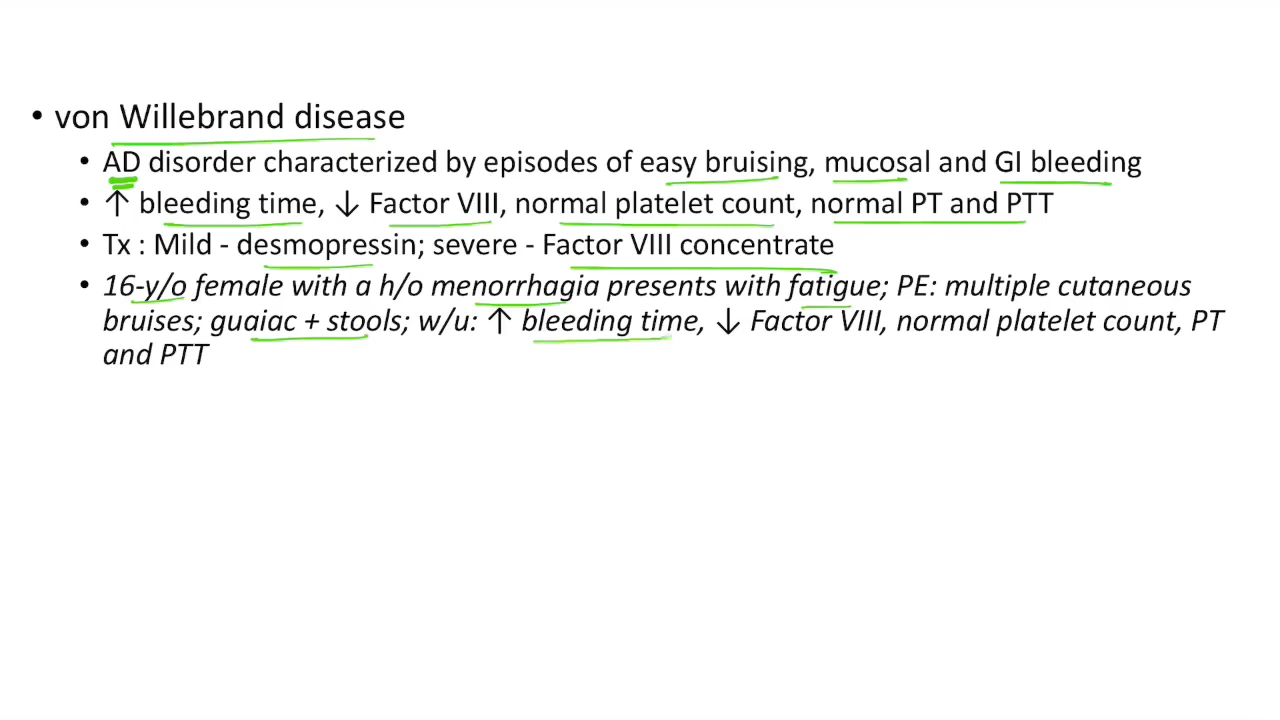 • von Willebrand disease
• AD disorder characterized by episodes of easy bruising, mucosal and GI bleeding
• ↑ bleeding time, ↓ Factor VIII, normal platelet count, normal PT and PTT
• Tx : Mild - desmopressin; severe - Factor VIII concentrate
• 16-y/o female with a h/o menorrhagia presents with fatigue; PE: multiple cutaneous
bruises; guaiac + stools; w/u: ↑ bleeding time, ↓ Factor VIII, normal platelet count, PT
and PTT